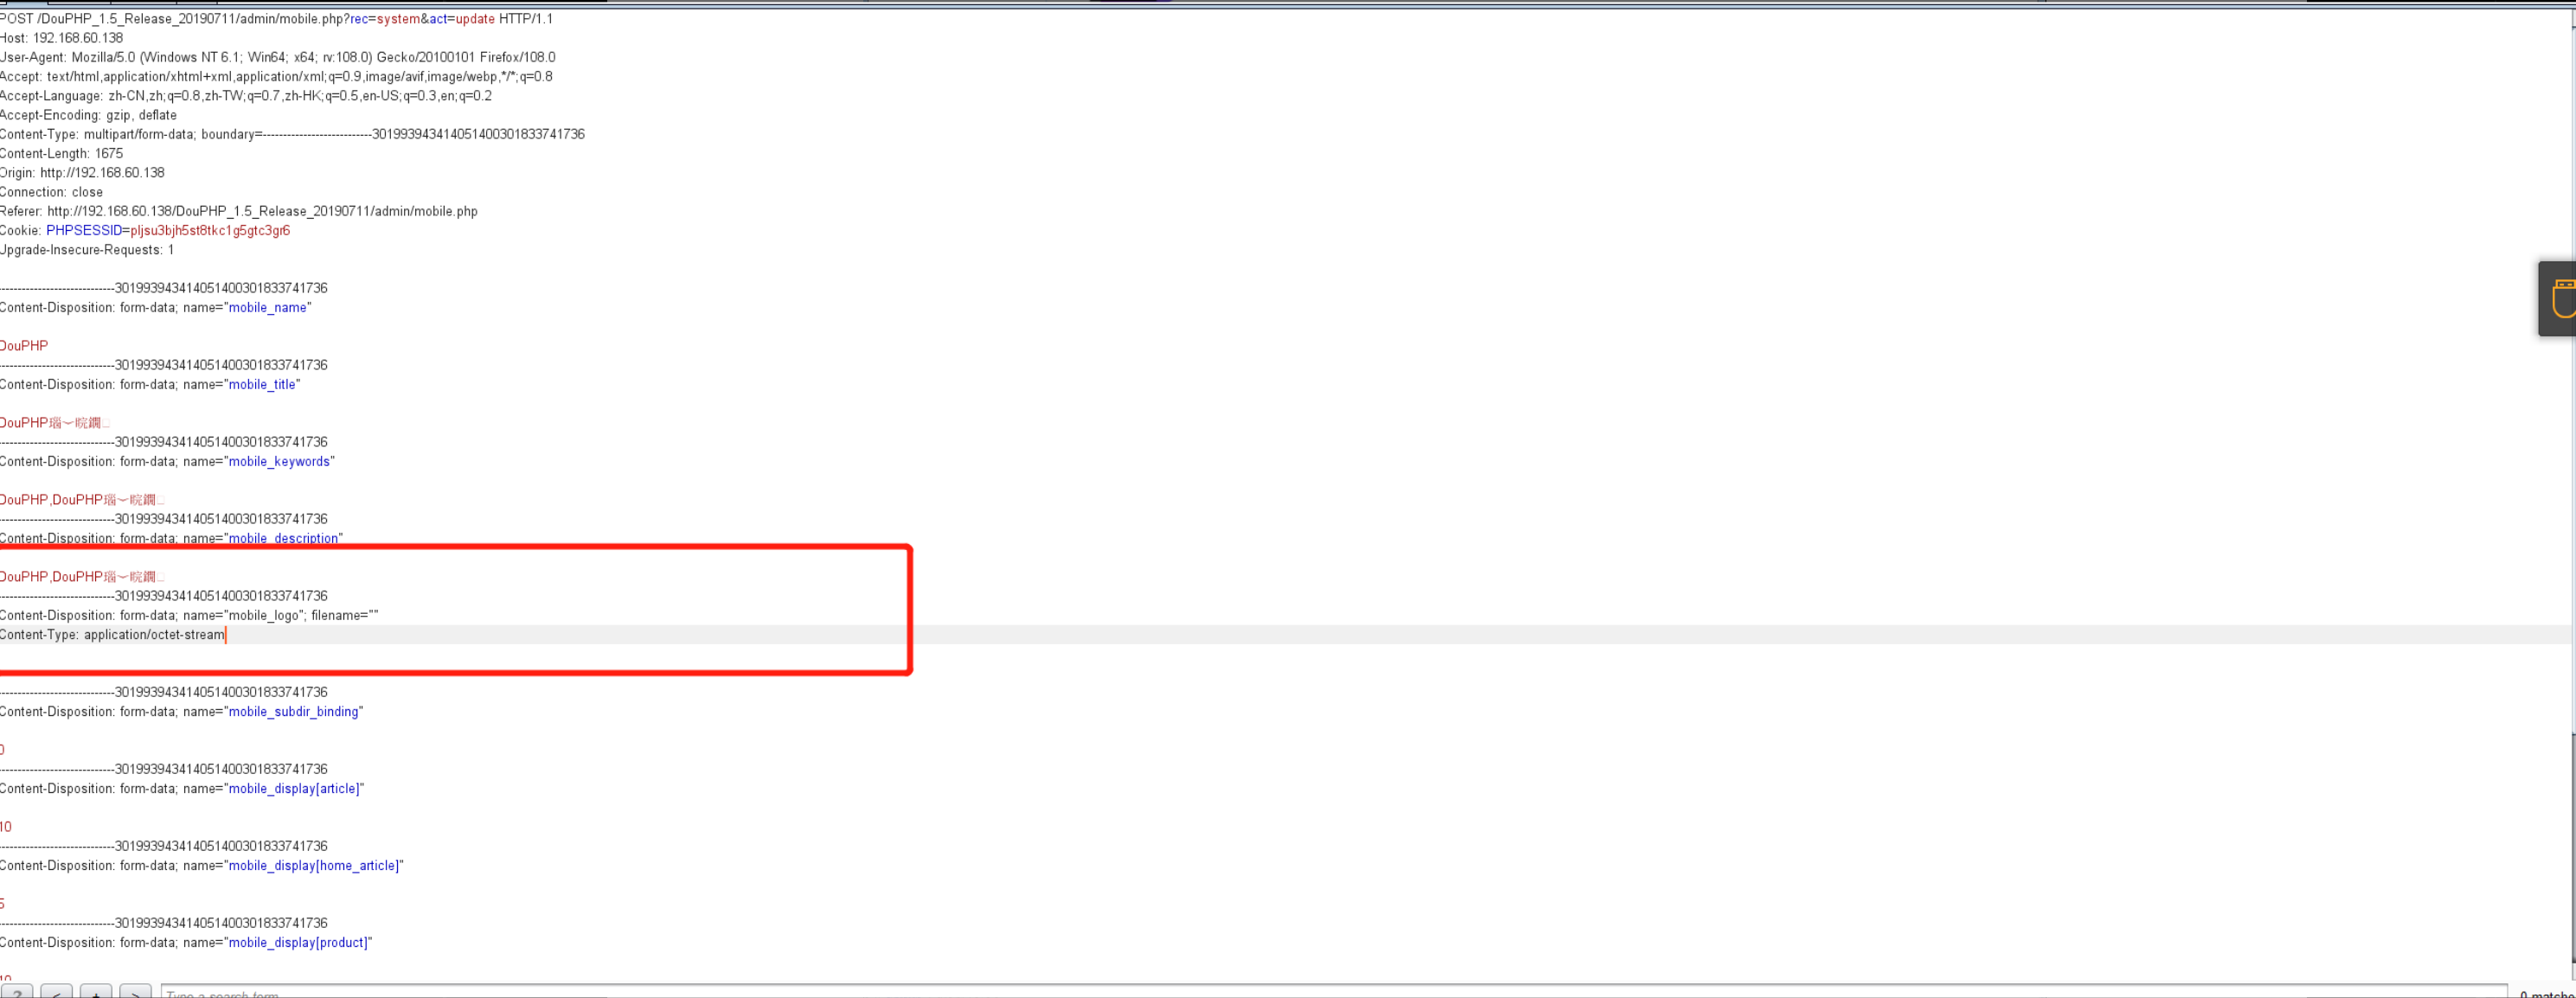 POST /DouPHP_1.5_Release_20190711/admin/mobile.php?rec=system&act=update HTTP/1.1
Host: 192.168.60.138
User-Agent: Mozilla/5.0 (Windows NT 6.1; Win64; x64; rv:108.0) Gecko/20100101 Firefox/108.0
Accept: text/html,application/xhtml+xml,application/xml;q=0.9,image/avif,image/webp,*/*;q=0.8
Accept-Language: zh-CN,zh;q=0.8,zh-TW;q=0.7,zh-HK;q=0.5,en-US;q=0.3,en;q=0.2
Accept-Encoding: gzip, deflate
Content-Type: multipart/form-data; boundary=---------------------------301993943414051400301833741736
Content-Length: 1675
Origin: http://192.168.60.138
Connection: close
Referer: http://192.168.60.138/DouPHP_1.5_Release_20190711/admin/mobile.php
Cookie: PHPSESSID=pljsu3bjh5st8tkc1g5gtc3gr6
Upgrade-Insecure-Requests: 1
-----------------------------301993943414051400301833741736
Content-Disposition: form-data; name="mobile_name"
DouPHP
-----------------------------301993943414051400301833741736
Content-Disposition: form-data; name="mobile_title"
DouPHP瑙︽晥鐗
-----------------------------301993943414051400301833741736
Content-Disposition: form-data; name="mobile_keywords"
DouPHP,DouPHP瑙︽晥鐗
-----------------------------301993943414051400301833741736
Content-Disposition: form-data; name="mobile_description"
DouPHP,DouPHP瑙︽晥鐗
-----------------------------301993943414051400301833741736
Content-Disposition: form-data; name="mobile_logo"; filename=""
Content-Type: application/octet-stream
-----------------------------301993943414051400301833741736
Content-Disposition: form-data; name="mobile_subdir_binding"
0
-----------------------------301993943414051400301833741736
Content-Disposition: form-data; name="mobile_display[article]"
10
-----------------------------301993943414051400301833741736
Content-Disposition: form-data; name="mobile_display[home_article]"
5
-----------------------------301993943414051400301833741736
Content-Disposition: form-data; name="mobile_display[product]"
10
? < + > Type a search term
0 matche